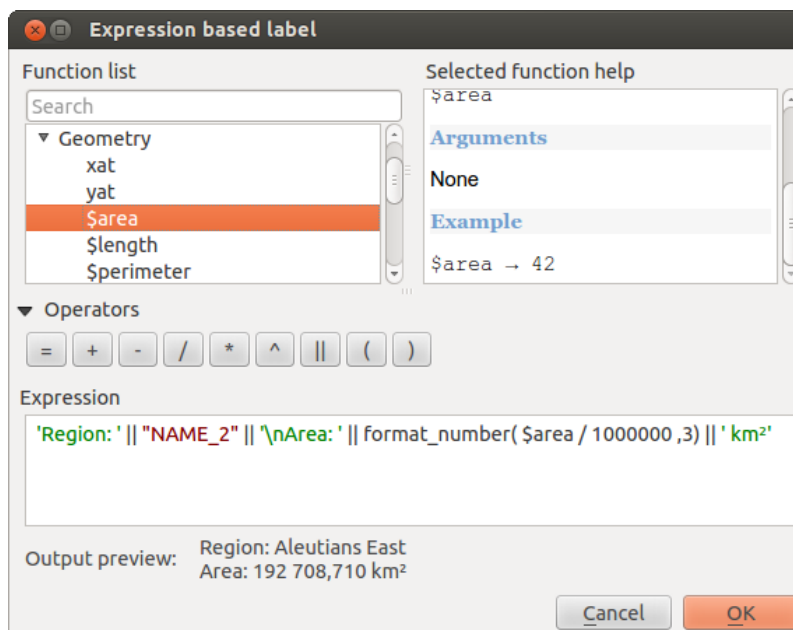 Expression based label
Function list
Search
Geometry
xat
yat
$area
$length
$perimeter
Selected function help
$area
Arguments
None
Example
$area → 42
Operators
= + - / * ^ || ( )
Expression
'Region: ' || "NAME_2" || '\nArea: ' || format_number( $area / 1000000 ,3) || ' km²'
Output preview:
Region: Aleutians East
Area: 192 708,710 km²
Cancel
OK